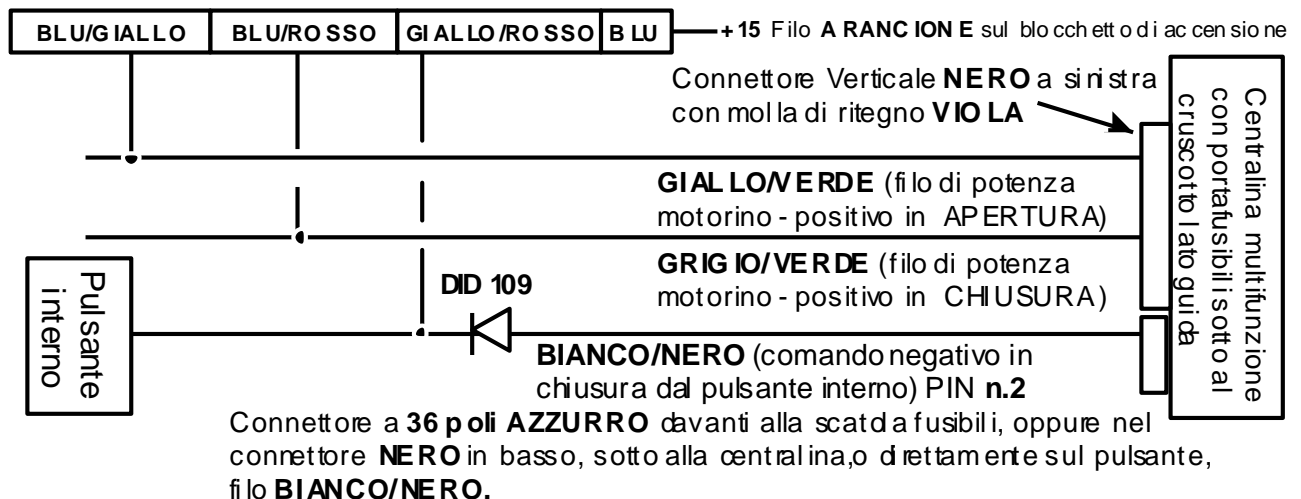 BLU/GIALLO BLU/ROSSO GIALLO/ROSSO BLU +15 Filo ARANCIONE sul blocchetto di accensione
Connettore Verticale NERO a sinistra
con molla di ritegno VIOLA
Centralina multifunzione
con portafusibili sotto al
cruscotto lato guida
GIALLO/VERDE (filo di potenza
motorino - positivo in APERTURA)
GRIGIO/VERDE (filo di potenza
motorino - positivo in CHIUSURA)
Pulsante
interno
DID 109
BIANCO/NERO (comando negativo in
chiusura dal pulsante interno) PIN n.2
Connettore a 36 poli AZZURRO davanti alla scatola fusibili, oppure nel
connettore NERO in basso, sotto alla centralina,o direttamente sul pulsante,
filo BIANCO/NERO.